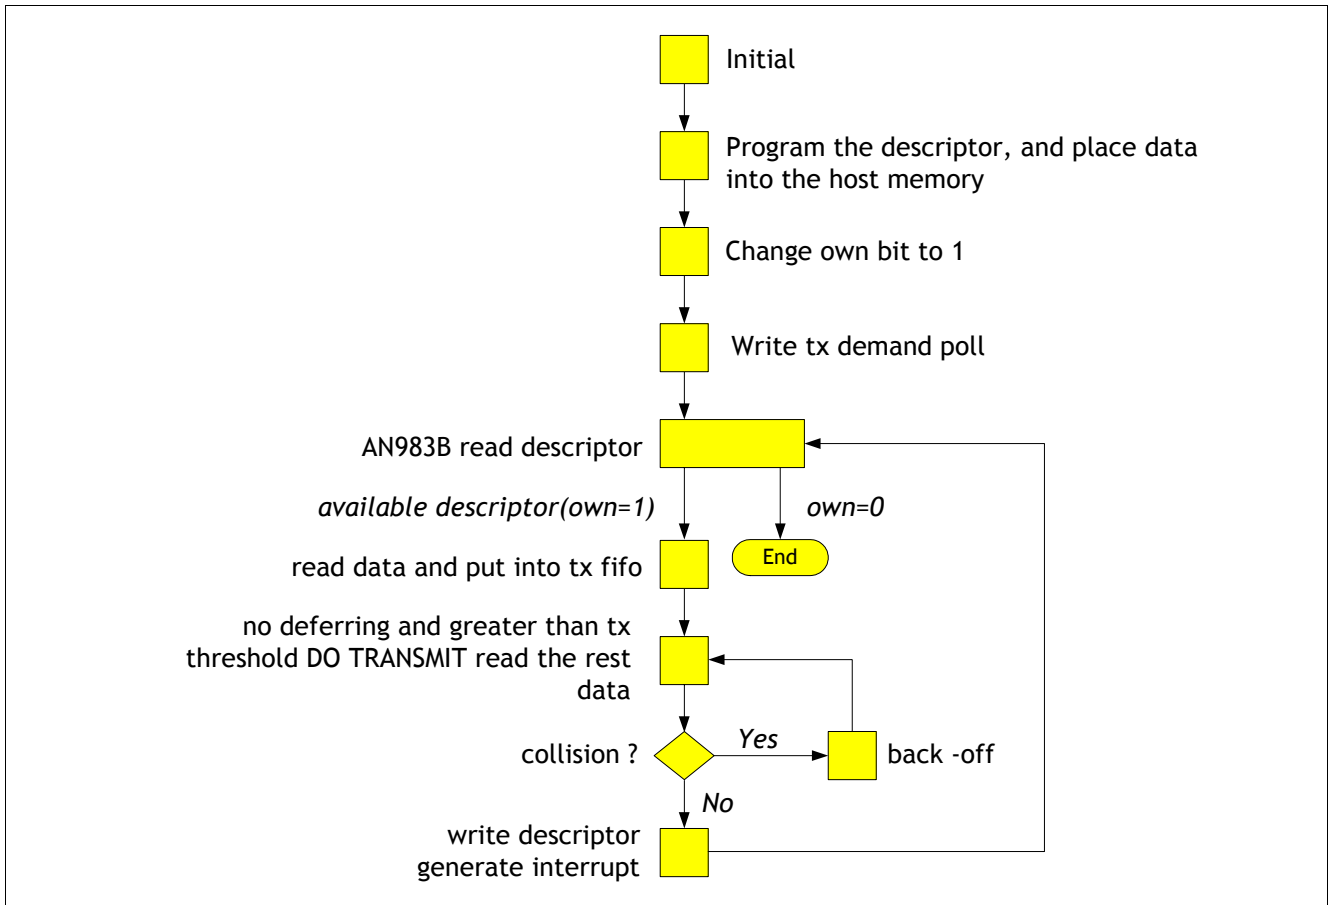 Initial
Program the descriptor, and place data
into the host memory
Change own bit to 1
Write tx demand poll
AN983B read descriptor
available descriptor(own=1)
own=0
End
read data and put into tx fifo
no deferring and greater than tx
threshold DO TRANSMIT read the rest
data
collision ?
Yes
back -off
No
write descriptor
generate interrupt